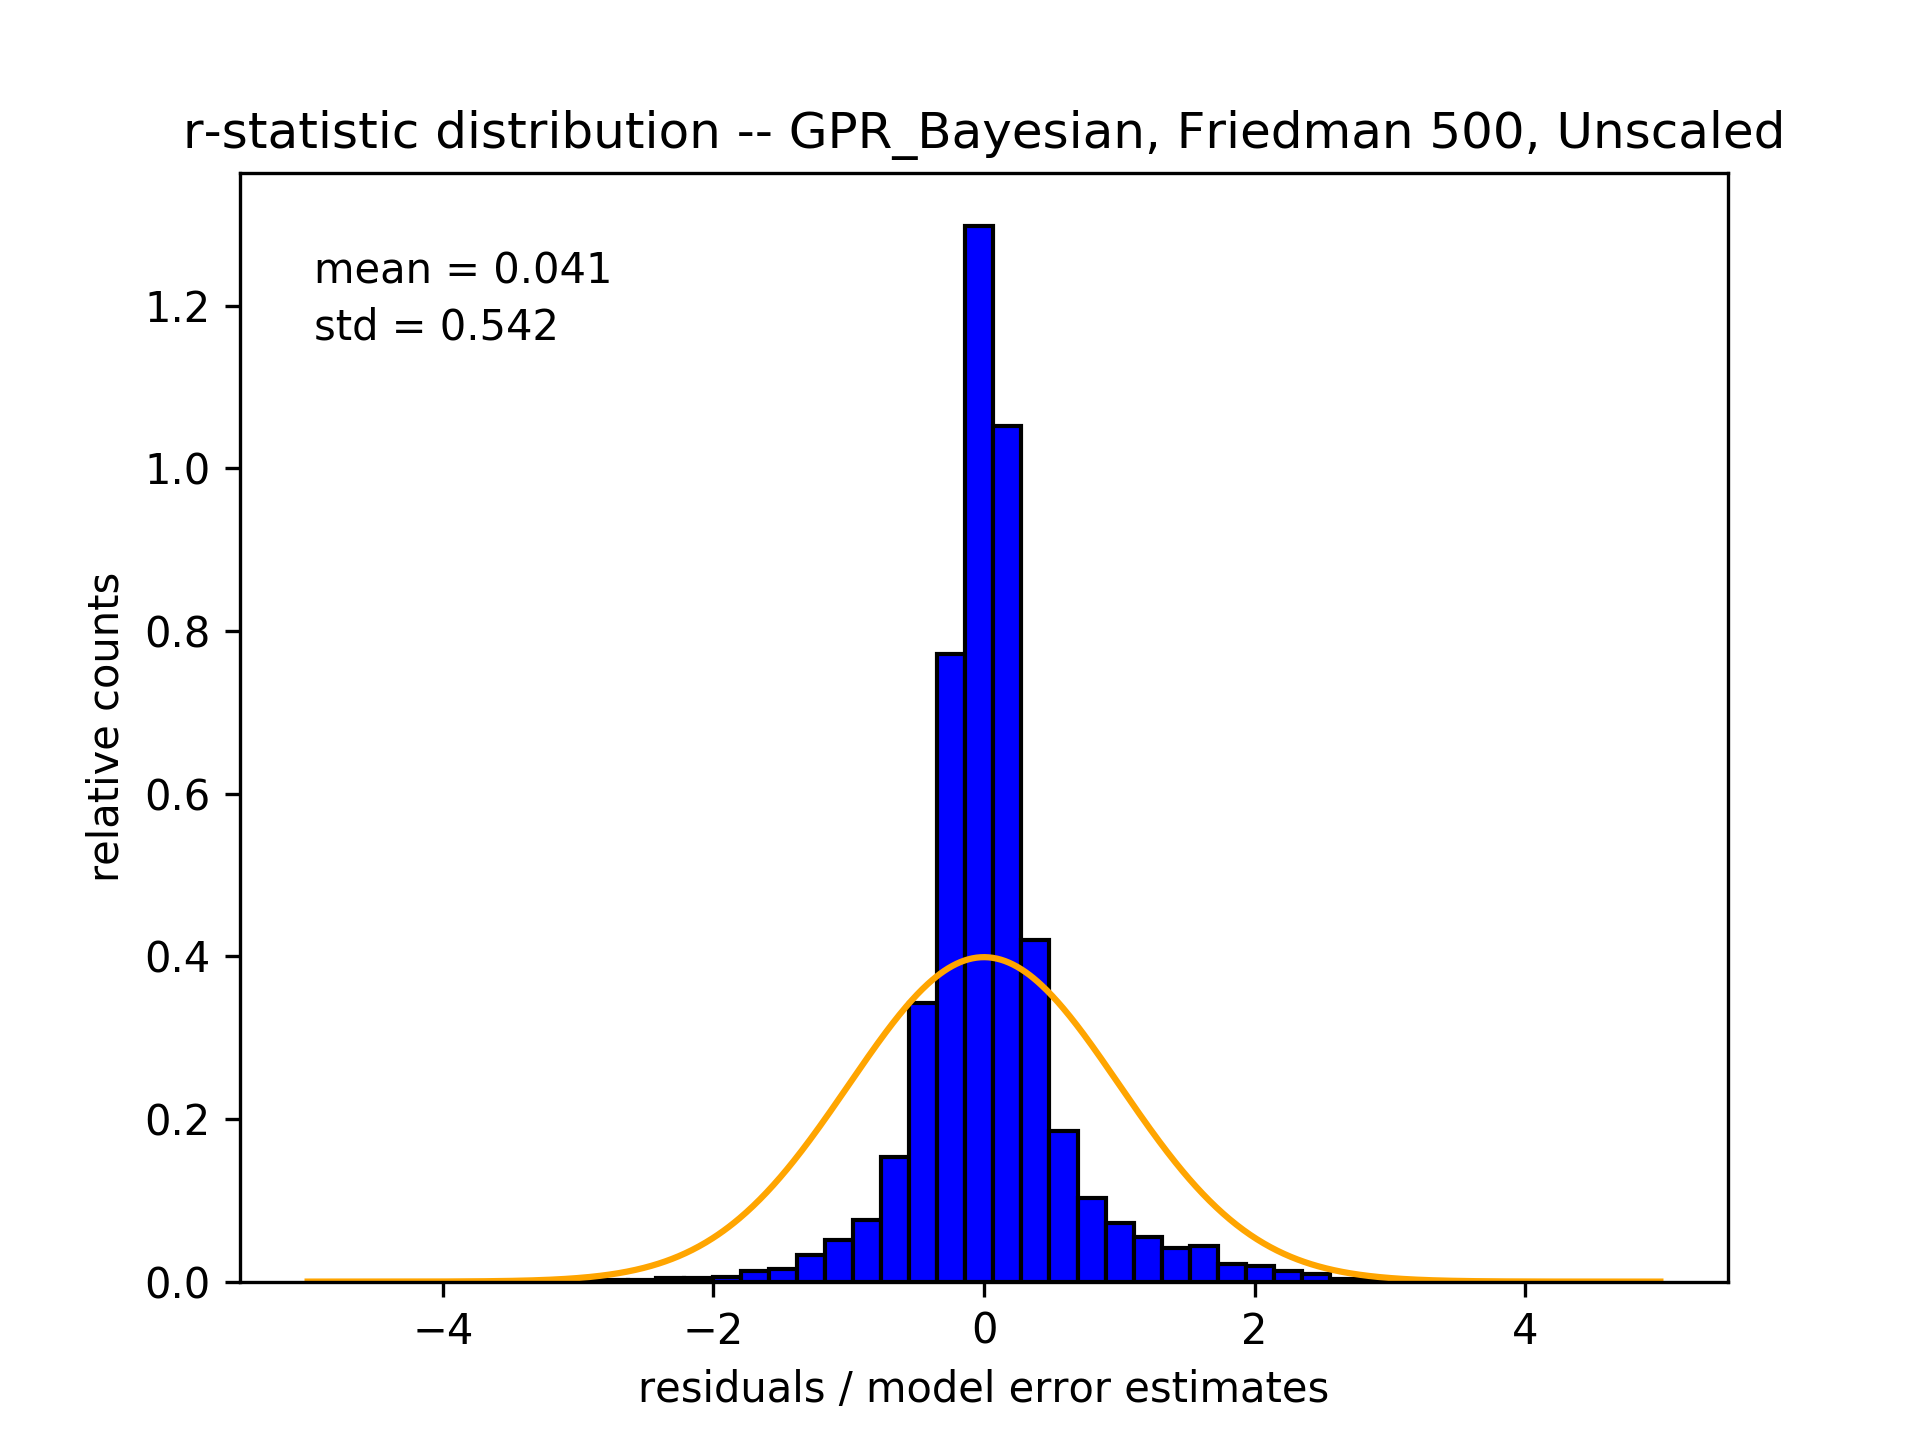 r-statistic distribution -- GPR_Bayesian, Friedman 500, Unscaled
mean = 0.041
std = 0.542
relative counts
1.2
1.0
0.8
0.6
0.4
0.2
0.0
−4 −2 0 2 4
residuals / model error estimates